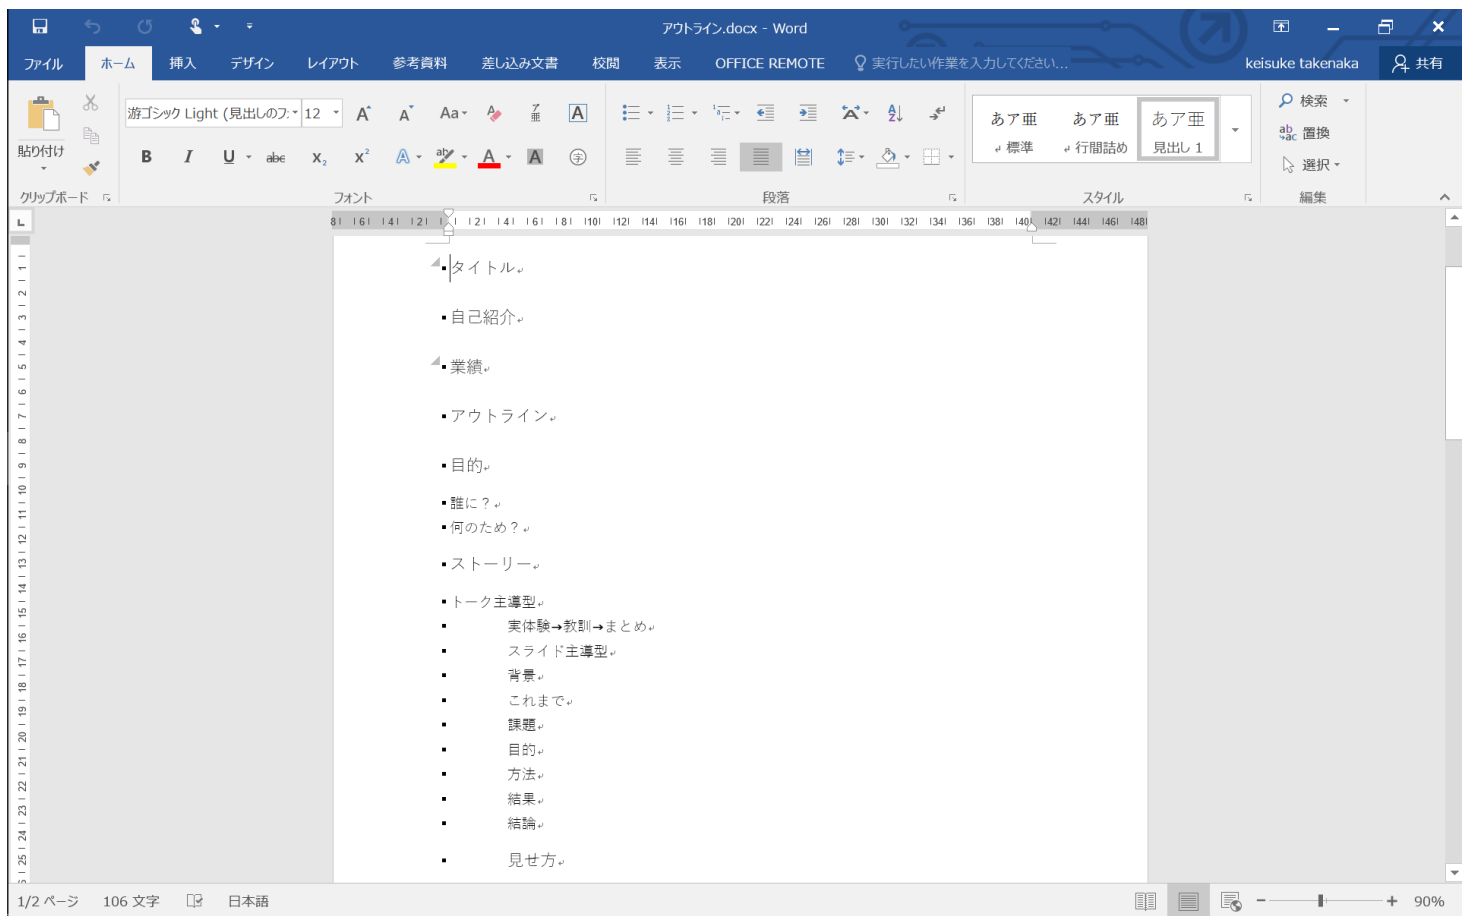 アウトライン.docx - Word
ファイル ホーム 挿入 デザイン レイアウト 参考資料 差し込み文書 校閲 表示 OFFICE REMOTE 実行したい作業を入力してください... keisuke takenaka 共有
貼り付け
クリップボード
游ゴシック Light (見出しのフ: 12
フォント
段落
あア亜 あア亜 あア亜
標準 行間詰め 見出し 1
スタイル
検索
置換
選択
編集
タイトル
自己紹介
業績
アウトライン
目的
誰に？
何のため？
ストーリー
トーク主導型
実体験→教訓→まとめ
スライド主導型
背景
これまで
課題
目的
方法
結果
結論
見せ方
1/2 ページ 106 文字 日本語 90%